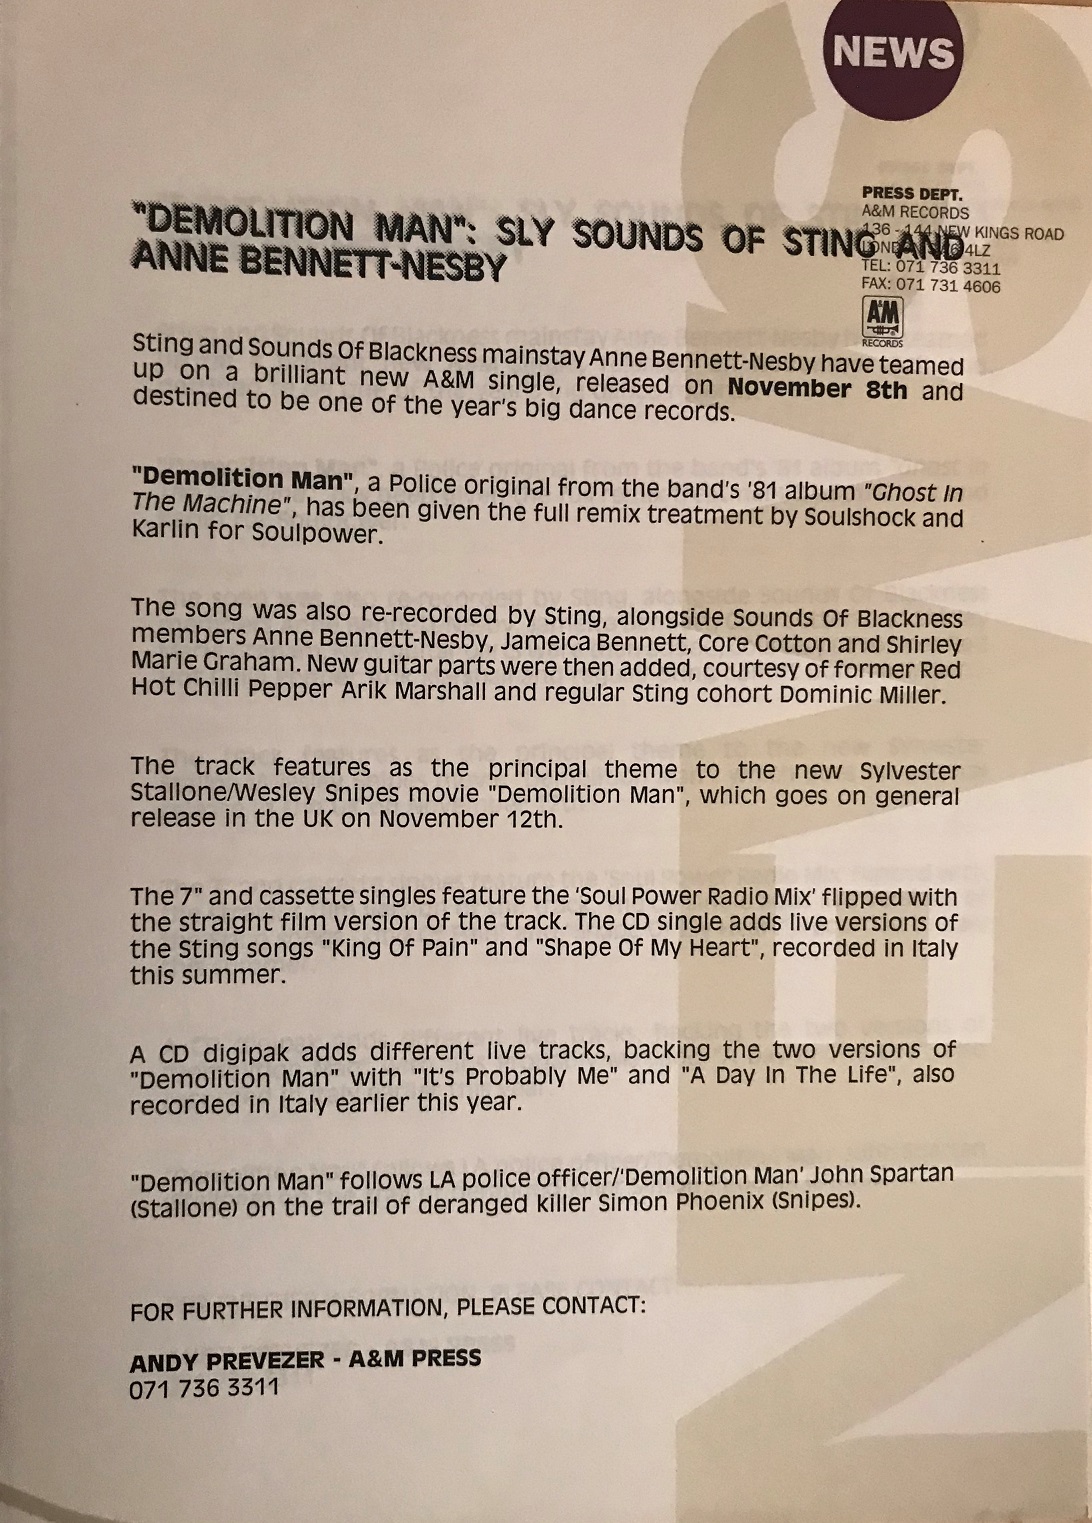 NEWS
PRESS DEPT.
A&M RECORDS
136 - 144 NEW KINGS ROAD
LONDON SW6 4LZ
TEL: 071 736 3311
FAX: 071 731 4606
A&M
RECORDS
"DEMOLITION MAN": SLY SOUNDS OF STING AND
ANNE BENNETT-NESBY
Sting and Sounds Of Blackness mainstay Anne Bennett-Nesby have teamed
up on a brilliant new A&M single, released on November 8th and
destined to be one of the year's big dance records.
"Demolition Man", a Police original from the band's '81 album "Ghost In
The Machine", has been given the full remix treatment by Soulshock and
Karlin for Soulpower.
The song was also re-recorded by Sting, alongside Sounds Of Blackness
members Anne Bennett-Nesby, Jameica Bennett, Core Cotton and Shirley
Marie Graham. New guitar parts were then added, courtesy of former Red
Hot Chilli Pepper Arik Marshall and regular Sting cohort Dominic Miller.
The track features as the principal theme to the new Sylvester
Stallone/Wesley Snipes movie "Demolition Man", which goes on general
release in the UK on November 12th.
The 7" and cassette singles feature the 'Soul Power Radio Mix' flipped with
the straight film version of the track. The CD single adds live versions of
the Sting songs "King Of Pain" and "Shape Of My Heart", recorded in Italy
this summer.
A CD digipak adds different live tracks, backing the two versions of
"Demolition Man" with "It's Probably Me" and "A Day In The Life", also
recorded in Italy earlier this year.
"Demolition Man" follows LA police officer/'Demolition Man' John Spartan
(Stallone) on the trail of deranged killer Simon Phoenix (Snipes).
FOR FURTHER INFORMATION, PLEASE CONTACT:
ANDY PREVEZER - A&M PRESS
071 736 3311
NEWS